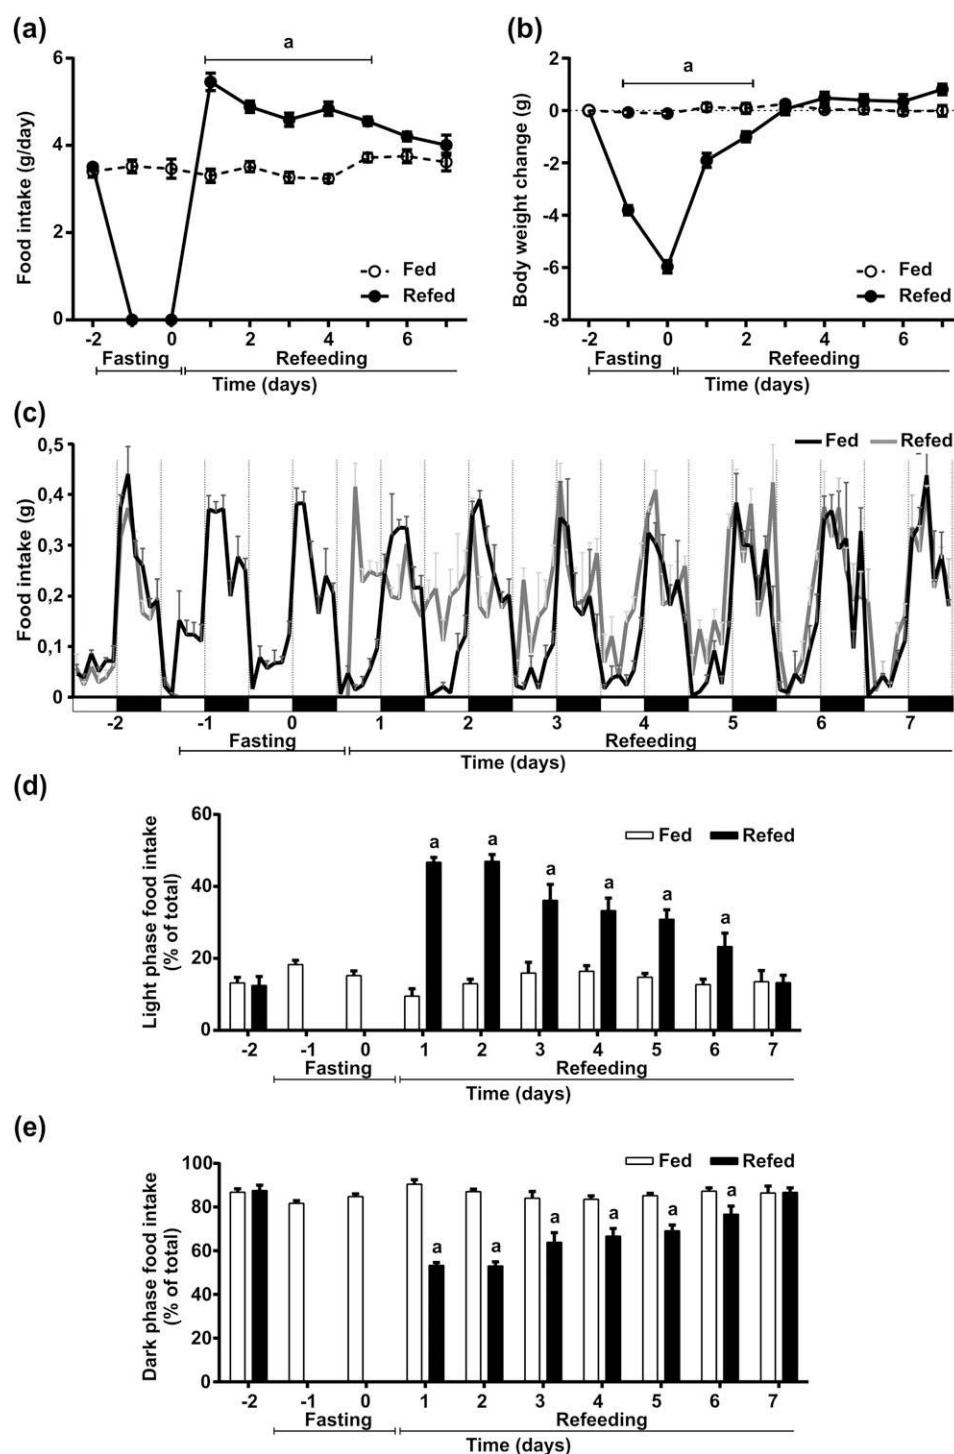 (a)
a
6
4
2
0
Food intake (g/day)
Fed
Refed
-2 0 2 4 6
Fasting Refeeding
Time (days)
(b)
a
2
0
-2
-4
-6
-8
Body weight change (g)
Fed
Refed
-2 0 2 4 6
Fasting Refeeding
Time (days)
(c)
Fed Refed
0,5
0,4
0,3
0,2
0,1
0
Food intake (g)
-2 -1 0 1 2 3 4 5 6 7
Fasting Refeeding
Time (days)
(d)
Fed Refed
60
40
20
0
Light phase food intake
(% of total)
a a a a a a
-2 -1 0 1 2 3 4 5 6 7
Fasting Refeeding
Time (days)
(e)
Fed Refed
100
80
60
40
20
0
Dark phase food intake
(% of total)
a a a a a a
-2 -1 0 1 2 3 4 5 6 7
Fasting Refeeding
Time (days)